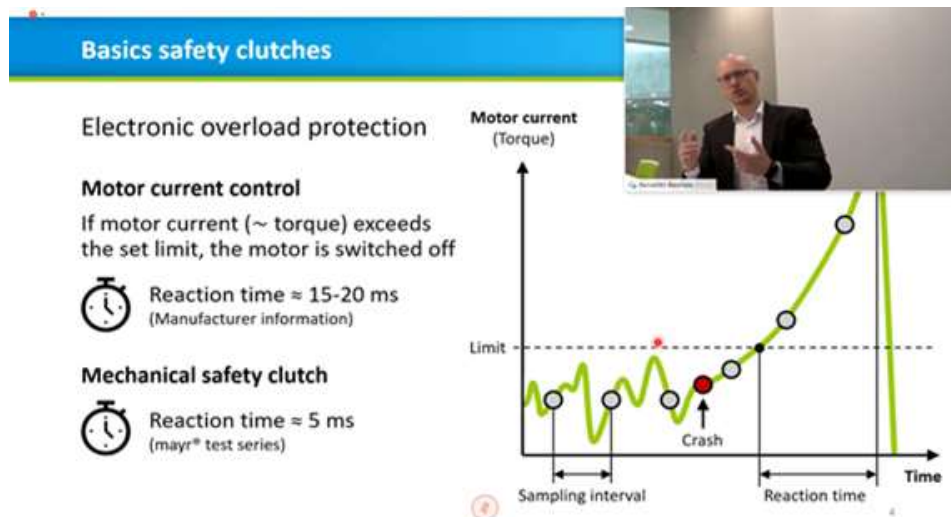 Basics safety clutches
Electronic overload protection
Motor current control
If motor current (~ torque) exceeds
the set limit, the motor is switched off
Reaction time ≈ 15-20 ms
(Manufacturer information)
Mechanical safety clutch
Reaction time ≈ 5 ms
(mayr® test series)
Motor current
(Torque)
Limit
Crash
Time
Sampling interval
Reaction time
4